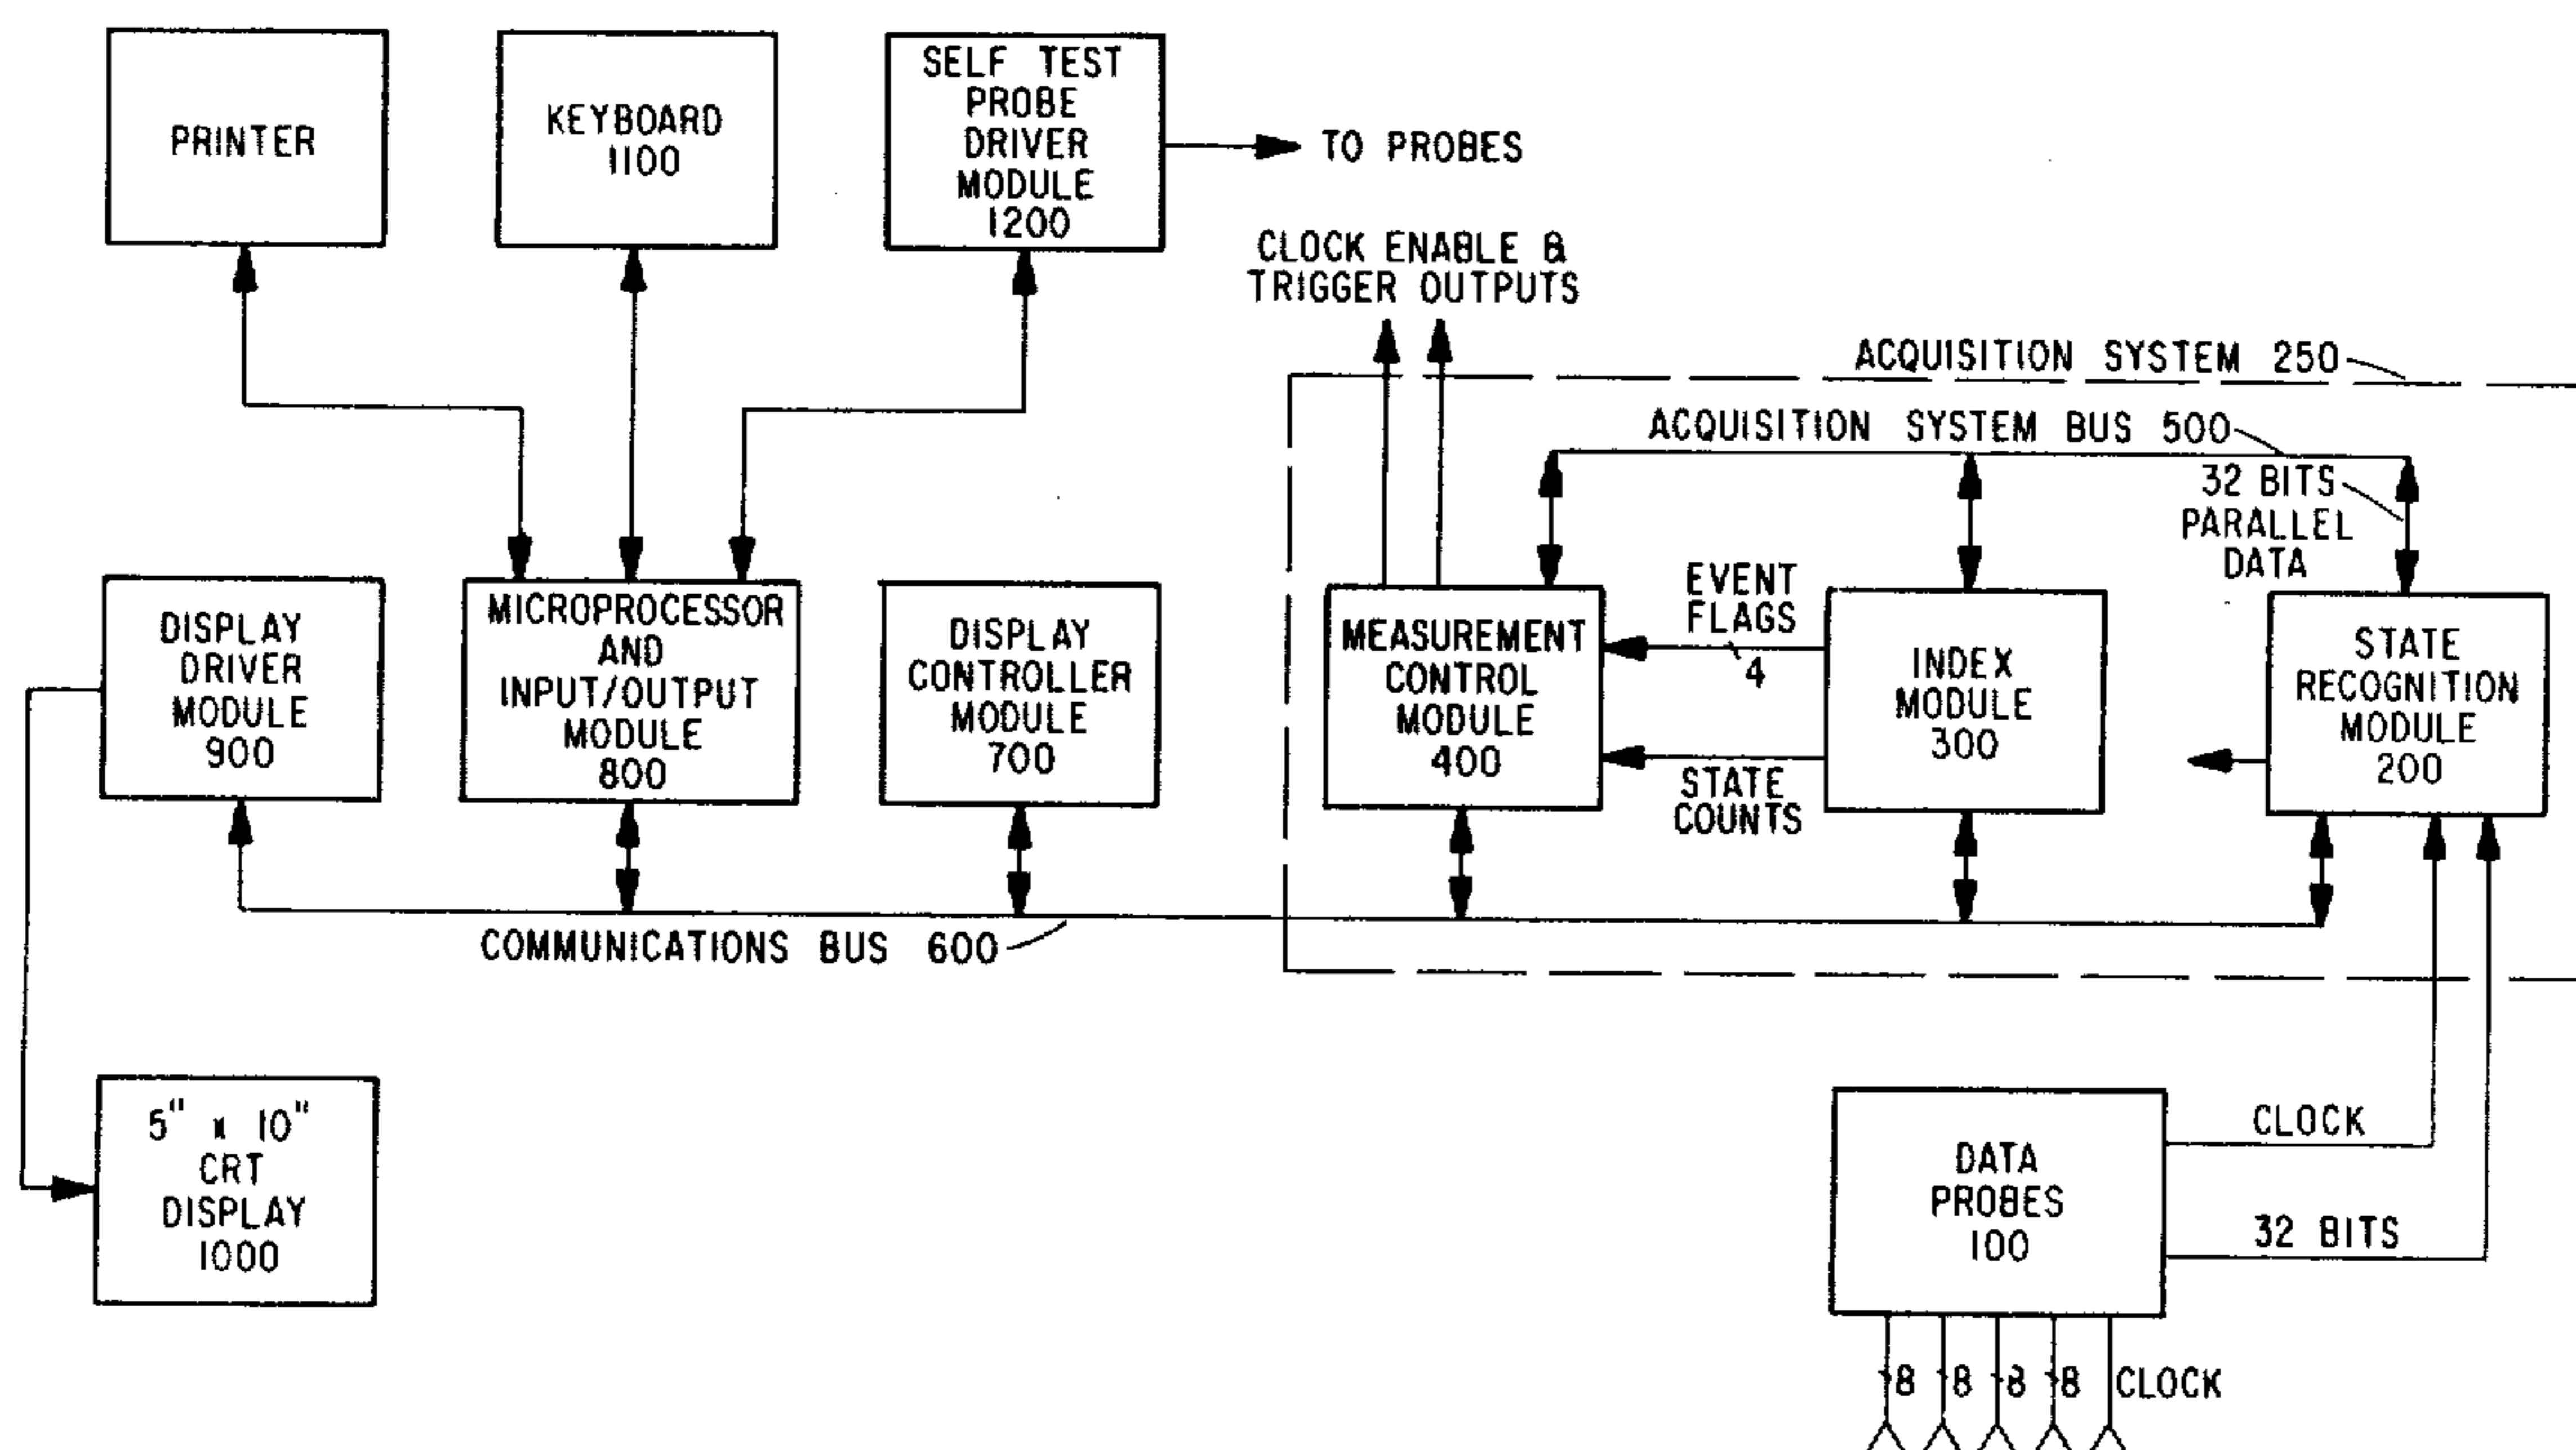 PRINTER
KEYBOARD
1100
SELF TEST
PROBE
DRIVER
MODULE
1200
TO PROBES
CLOCK ENABLE &
TRIGGER OUTPUTS
ACQUISITION SYSTEM 250
ACQUISITION SYSTEM BUS 500
32 BITS
PARALLEL
DATA
DISPLAY
DRIVER
MODULE
900
MICROPROCESSOR
AND
INPUT/OUTPUT
MODULE
800
DISPLAY
CONTROLLER
MODULE
700
MEASUREMENT
CONTROL
MODULE
400
EVENT
FLAGS
4
STATE
COUNTS
INDEX
MODULE
300
STATE
RECOGNITION
MODULE
200
COMMUNICATIONS BUS 600
5" x 10"
CRT
DISPLAY
1000
DATA
PROBES
100
CLOCK
32 BITS
8 8 8 8 CLOCK